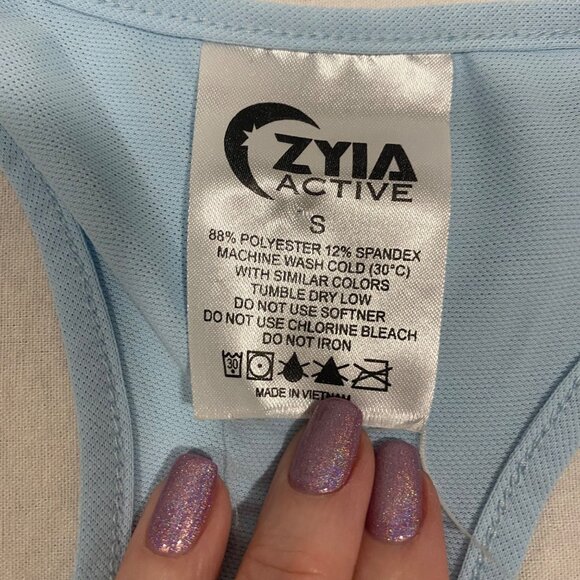 ZYIA
ACTIVE
S
88% POLYESTER 12% SPANDEX
MACHINE WASH COLD (30°C)
WITH SIMILAR COLORS
TUMBLE DRY LOW
DO NOT USE SOFTNER
DO NOT USE CHLORINE BLEACH
DO NOT IRON
30
MADE IN VIETNAM